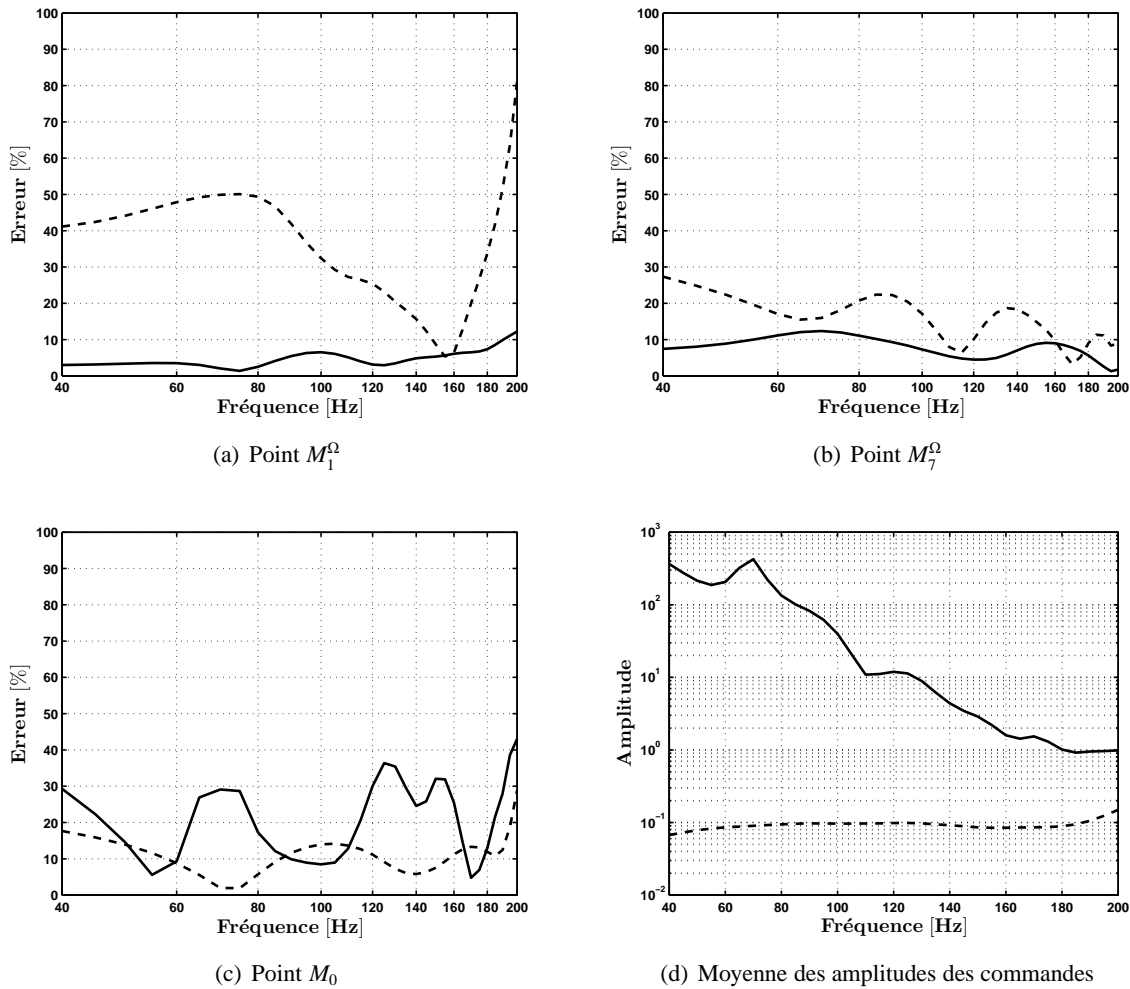 100
90
80
70
60
50
40
30
20
10
0
Erreur [%]
40 60 80 100 120 140 160 180 200
Fréquence [Hz]
(a) Point M₁^Ω
100
90
80
70
60
50
40
30
20
10
0
Erreur [%]
40 60 80 100 120 140 160 180 200
Fréquence [Hz]
(b) Point M₇^Ω
100
90
80
70
60
50
40
30
20
10
0
Erreur [%]
40 60 80 100 120 140 160 180 200
Fréquence [Hz]
(c) Point M₀
10³
10²
10¹
10⁰
10⁻¹
10⁻²
Amplitude
40 60 80 100 120 140 160 180 200
Fréquence [Hz]
(d) Moyenne des amplitudes des commandes